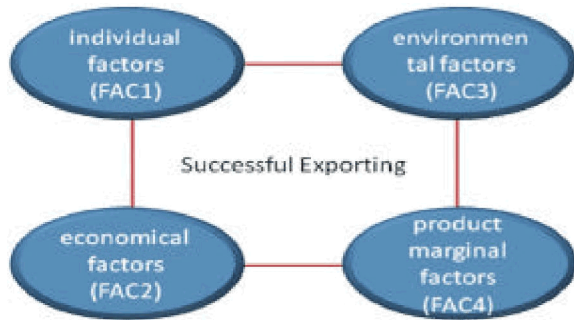 individual
factors
(FAC1)
environmen
tal factors
(FAC3)
Successful Exporting
economical
factors
(FAC2)
product
marginal
factors
(FAC4)